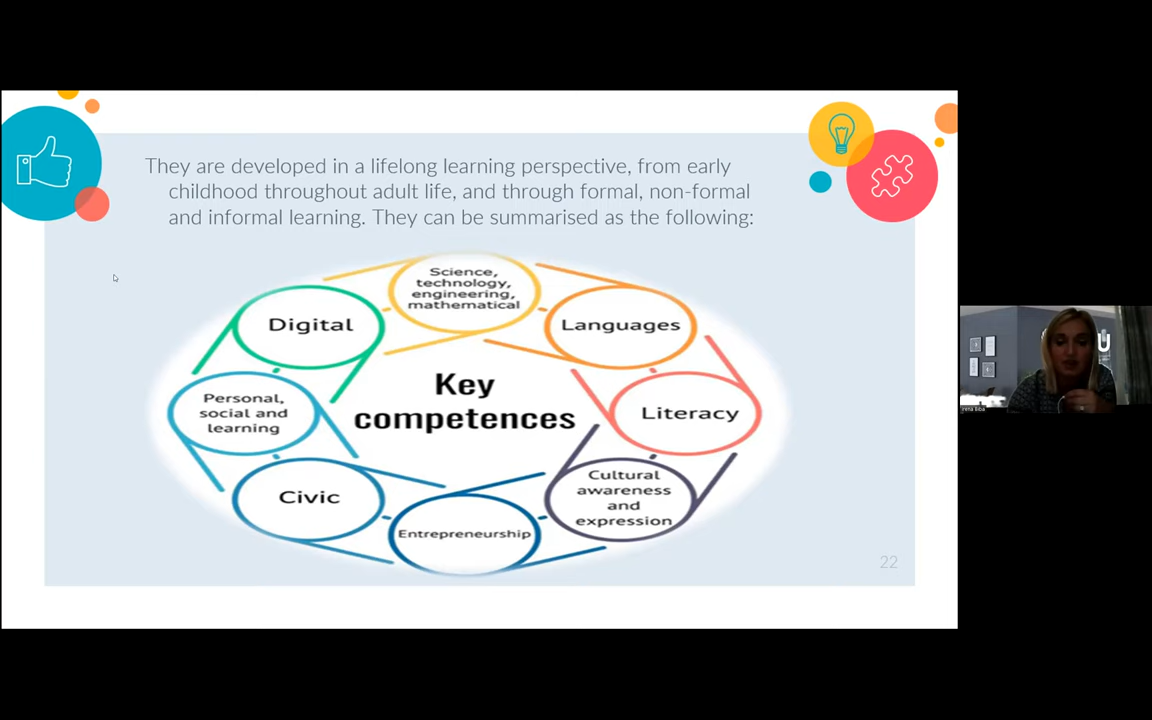 They are developed in a lifelong learning perspective, from early
childhood throughout adult life, and through formal, non-formal
and informal learning. They can be summarised as the following:
Science,
technology,
engineering,
mathematical
Digital
Languages
Key
competences
Personal,
social and
learning
Literacy
Civic
Cultural
awareness
and
expression
Entrepreneurship
22